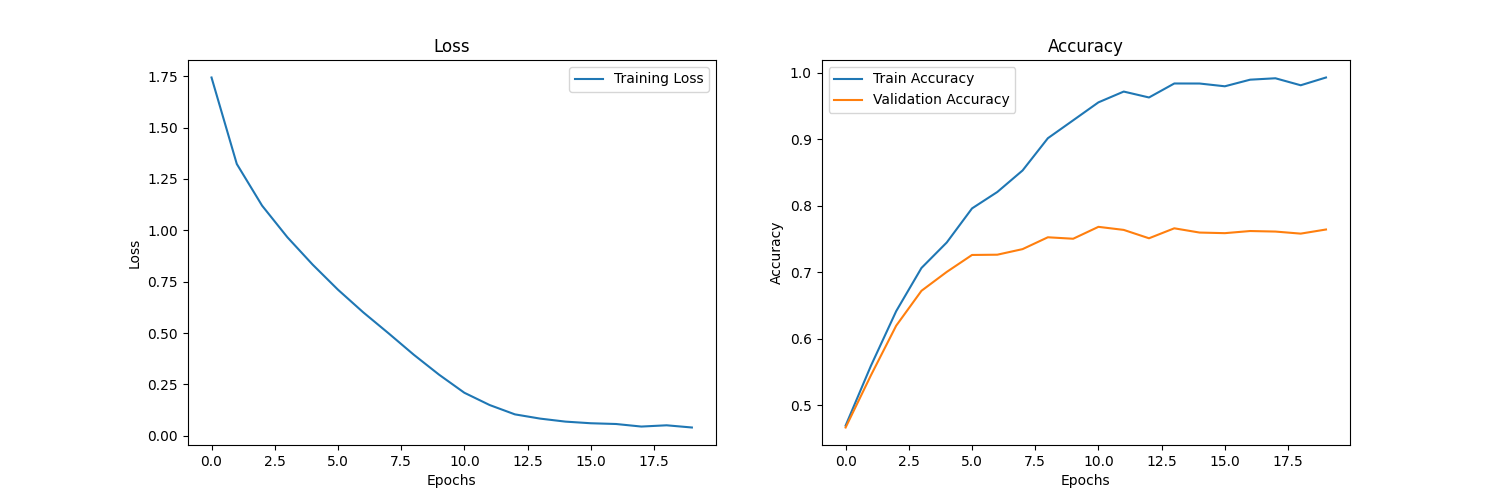 Loss
Training Loss
1.75
1.50
1.25
1.00
0.75
0.50
0.25
0.00
Loss
0.0 2.5 5.0 7.5 10.0 12.5 15.0 17.5
Epochs
Accuracy
Train Accuracy
Validation Accuracy
1.0
0.9
0.8
0.7
0.6
0.5
Accuracy
0.0 2.5 5.0 7.5 10.0 12.5 15.0 17.5
Epochs